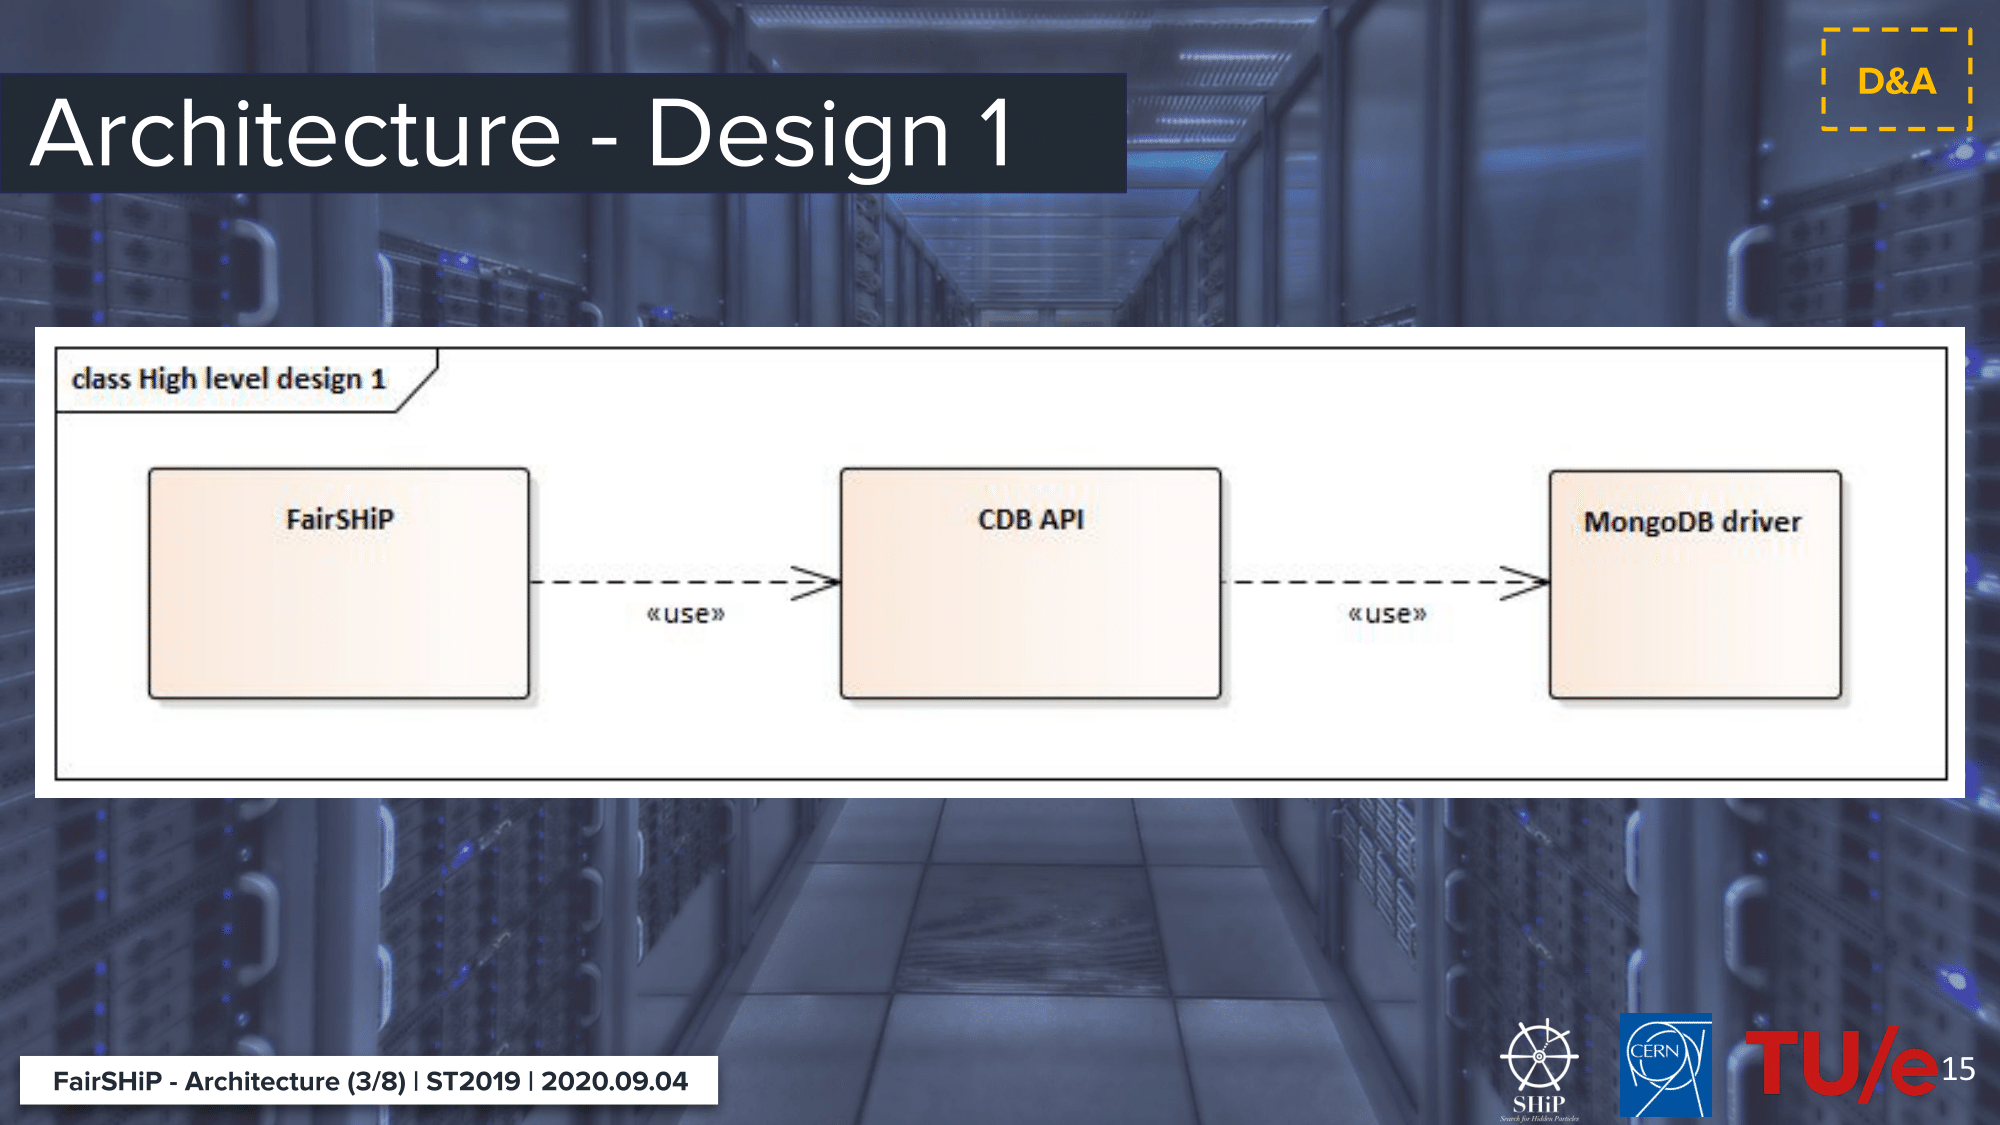 D&A
Architecture - Design 1
class High level design 1
FairSHiP
CDB API
MongoDB driver
«use»
«use»
FairSHiP - Architecture (3/8) | ST2019 | 2020.09.04
SHiP
Search for Hidden Particles
CERN
TU/e
15